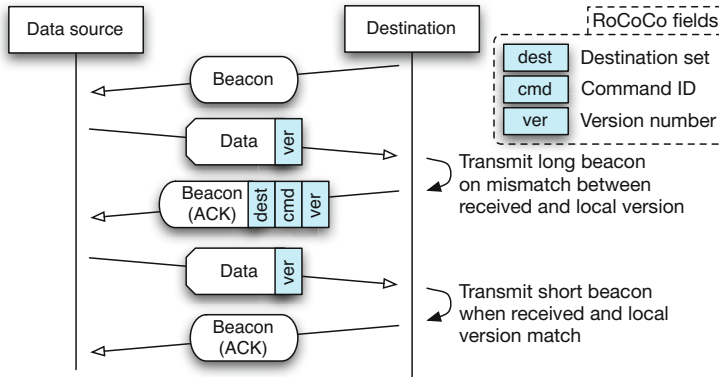 Data source
Destination
RoCoCo fields
dest Destination set
cmd Command ID
ver Version number
Beacon
Data ver
Transmit long beacon
on mismatch between
received and local version
Beacon
(ACK) dest cmd ver
Data ver
Transmit short beacon
when received and local
version match
Beacon
(ACK)